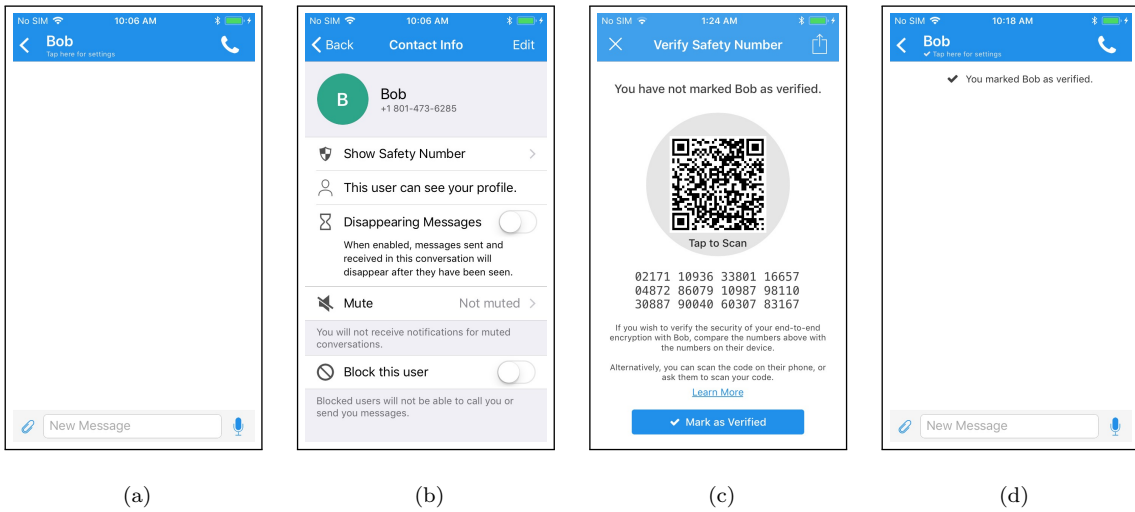 No SIM 10:06 AM
Bob
Tap here for settings
New Message
(a)
No SIM 10:06 AM
Back Contact Info Edit
B
Bob
+1 801-473-6285
Show Safety Number
This user can see your profile.
Disappearing Messages
When enabled, messages sent and
received in this conversation will
disappear after they have been seen.
Mute Not muted
You will not receive notifications for muted
conversations.
Block this user
Blocked users will not be able to call you or
send you messages.
(b)
No SIM 1:24 AM
Verify Safety Number
You have not marked Bob as verified.
Tap to Scan
02171 10936 33801 16657
04872 86079 10987 98110
30887 90040 60307 83167
If you wish to verify the security of your end-to-end
encryption with Bob, compare the numbers above with
the numbers on their device.
Alternatively, you can scan the code on their phone, or
ask them to scan your code.
Learn More
✓ Mark as Verified
(c)
No SIM 10:18 AM
Bob
✓ Tap here for settings
✓ You marked Bob as verified.
New Message
(d)